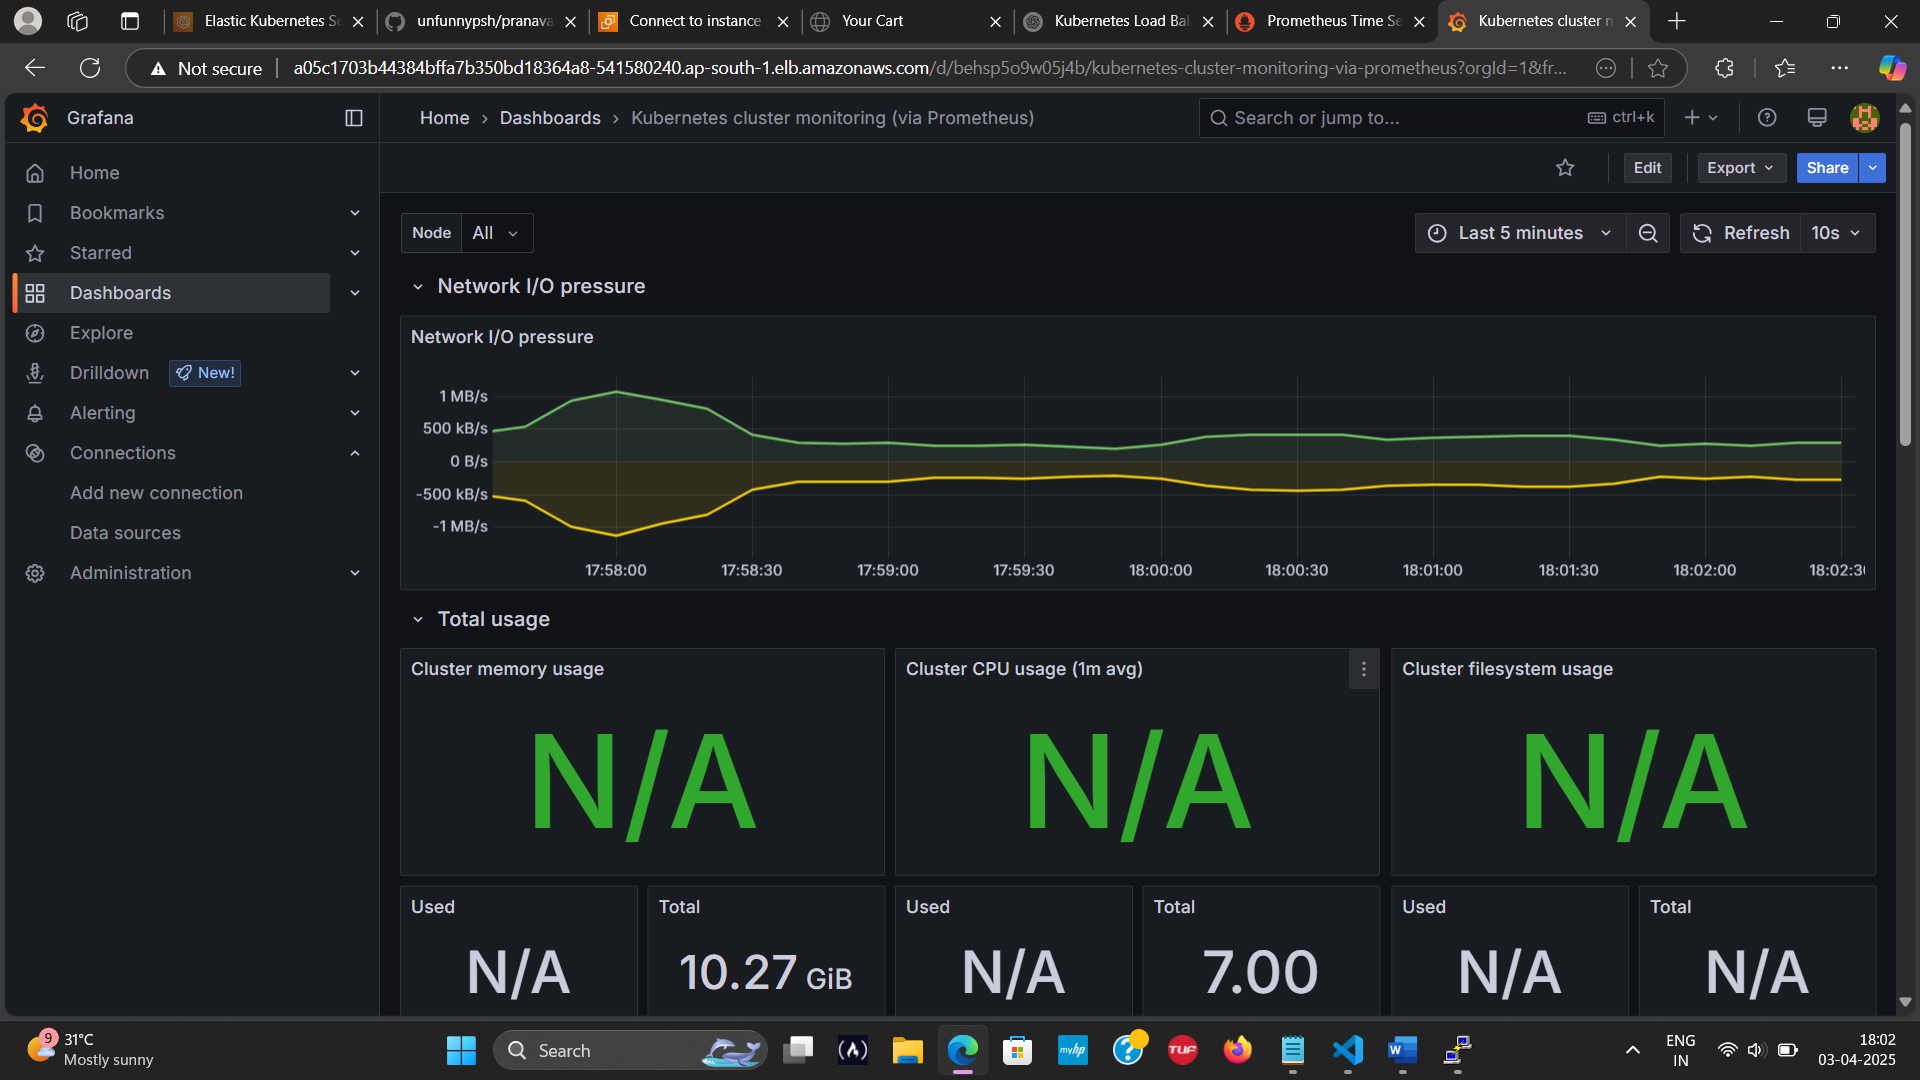 Elastic Kubernetes Se
unfunnypsh/pranava
Connect to instance
Your Cart
Kubernetes Load Bal
Prometheus Time Se
Kubernetes cluster m
Not secure
a05c1703b44384bffa7b350bd18364a8-541580240.ap-south-1.elb.amazonaws.com/d/behsp5o9w05j4b/kubernetes-cluster-monitoring-via-prometheus?orgId=1&fr...
Grafana
Home › Dashboards › Kubernetes cluster monitoring (via Prometheus)
Search or jump to...
ctrl+k
Home
Bookmarks
Starred
Dashboards
Explore
Drilldown
New!
Alerting
Connections
Add new connection
Data sources
Administration
Edit
Export
Share
Node
All
Last 5 minutes
Refresh
10s
Network I/O pressure
Network I/O pressure
1 MB/s
500 kB/s
0 B/s
-500 kB/s
-1 MB/s
17:58:00
17:58:30
17:59:00
17:59:30
18:00:00
18:00:30
18:01:00
18:01:30
18:02:00
18:02:30
Total usage
Cluster memory usage
N/A
Cluster CPU usage (1m avg)
N/A
Cluster filesystem usage
N/A
Used
N/A
Total
10.27 GiB
Used
N/A
Total
7.00
Used
N/A
Total
N/A
9
31°C
Mostly sunny
Search
myhp
TUF
ENG
IN
18:02
03-04-2025